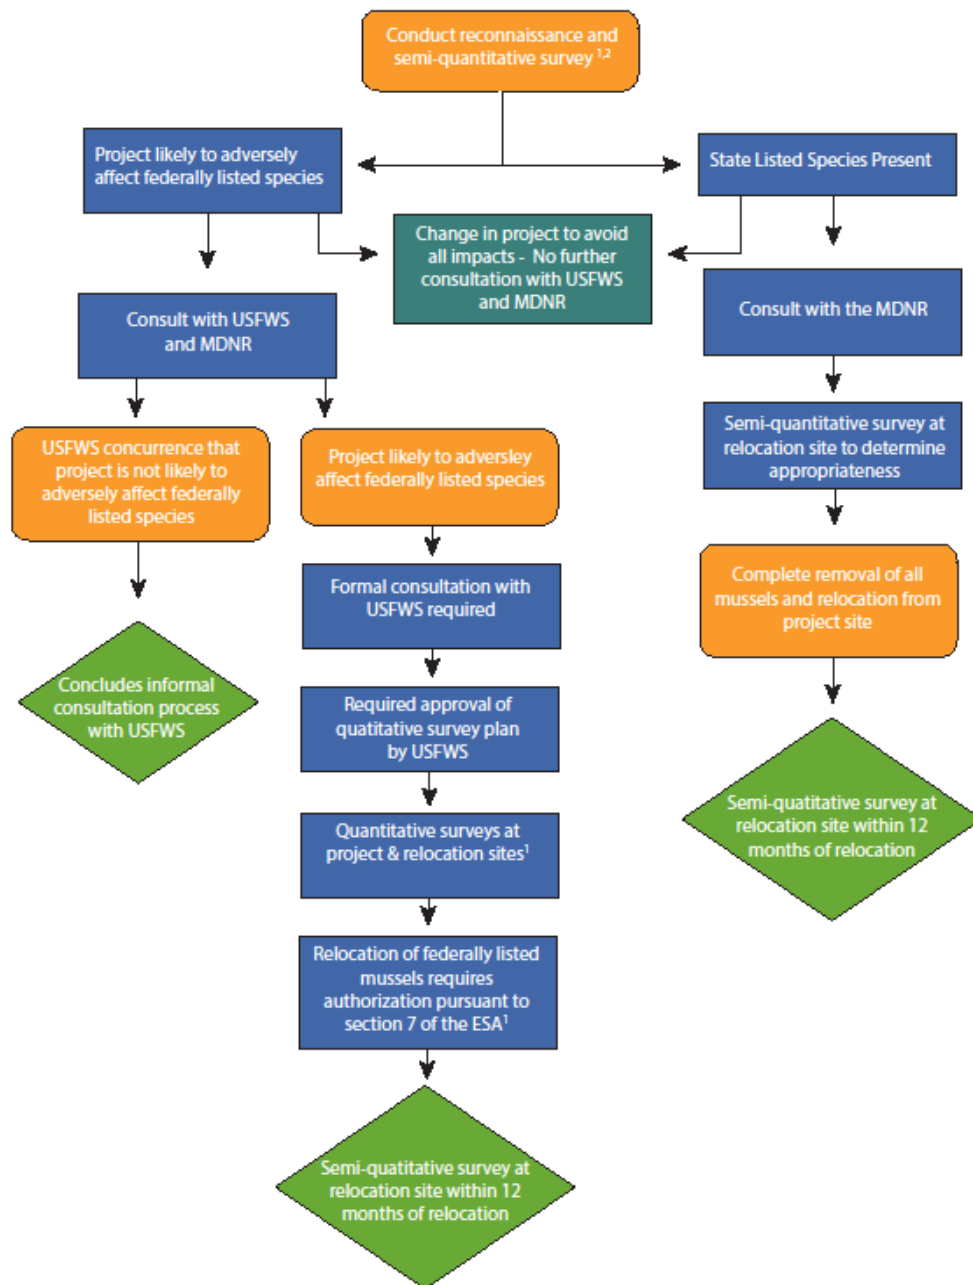 Conduct reconnaissance and
semi-quantitative survey 1,2
Project likely to adversely
affect federally listed species
State Listed Species Present
Change in project to avoid
all impacts - No further
consultation with USFWS
and MDNR
Consult with USFWS
and MDNR
Consult with the MDNR
USFWS concurrence that
project is not likely to
adversely affect federally
listed species
Project likely to adversley
affect federally listed species
Semi-quantitative survey at
relocation site to determine
appropriateness
Formal consultation with
USFWS required
Complete removal of all
mussels and relocation from
project site
Concludes informal
consultation process
with USFWS
Required approval of
quatitative survey plan
by USFWS
Semi-quatitative survey at
relocation site within 12
months of relocation
Quantitative surveys at
project & relocation sites1
Relocation of federally listed
mussels requires
authorization pursuant to
section 7 of the ESA1
Semi-quatitative survey at
relocation site within 12
months of relocation